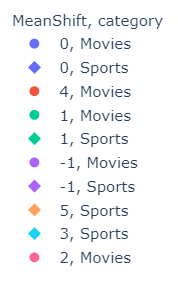 MeanShift, category
0, Movies
0, Sports
4, Movies
1, Movies
1, Sports
-1, Movies
-1, Sports
5, Sports
3, Sports
2, Movies